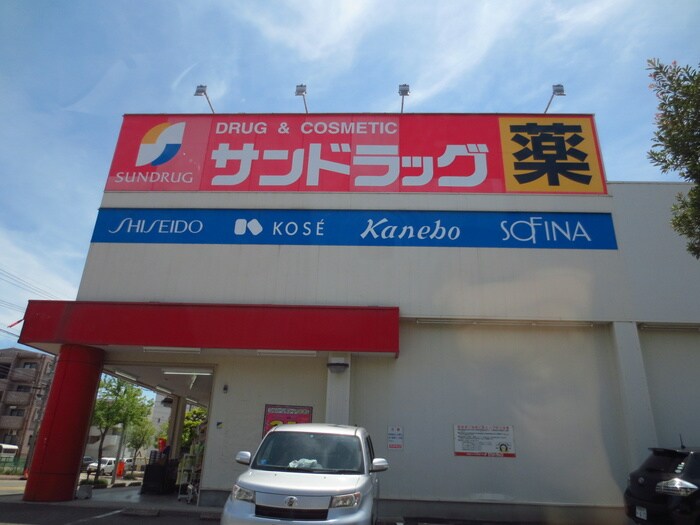 DRUG & COSMETIC
サンドラッグ
薬
SUNDRUG
SHISEIDO KOSÉ Kanebo SOFINA